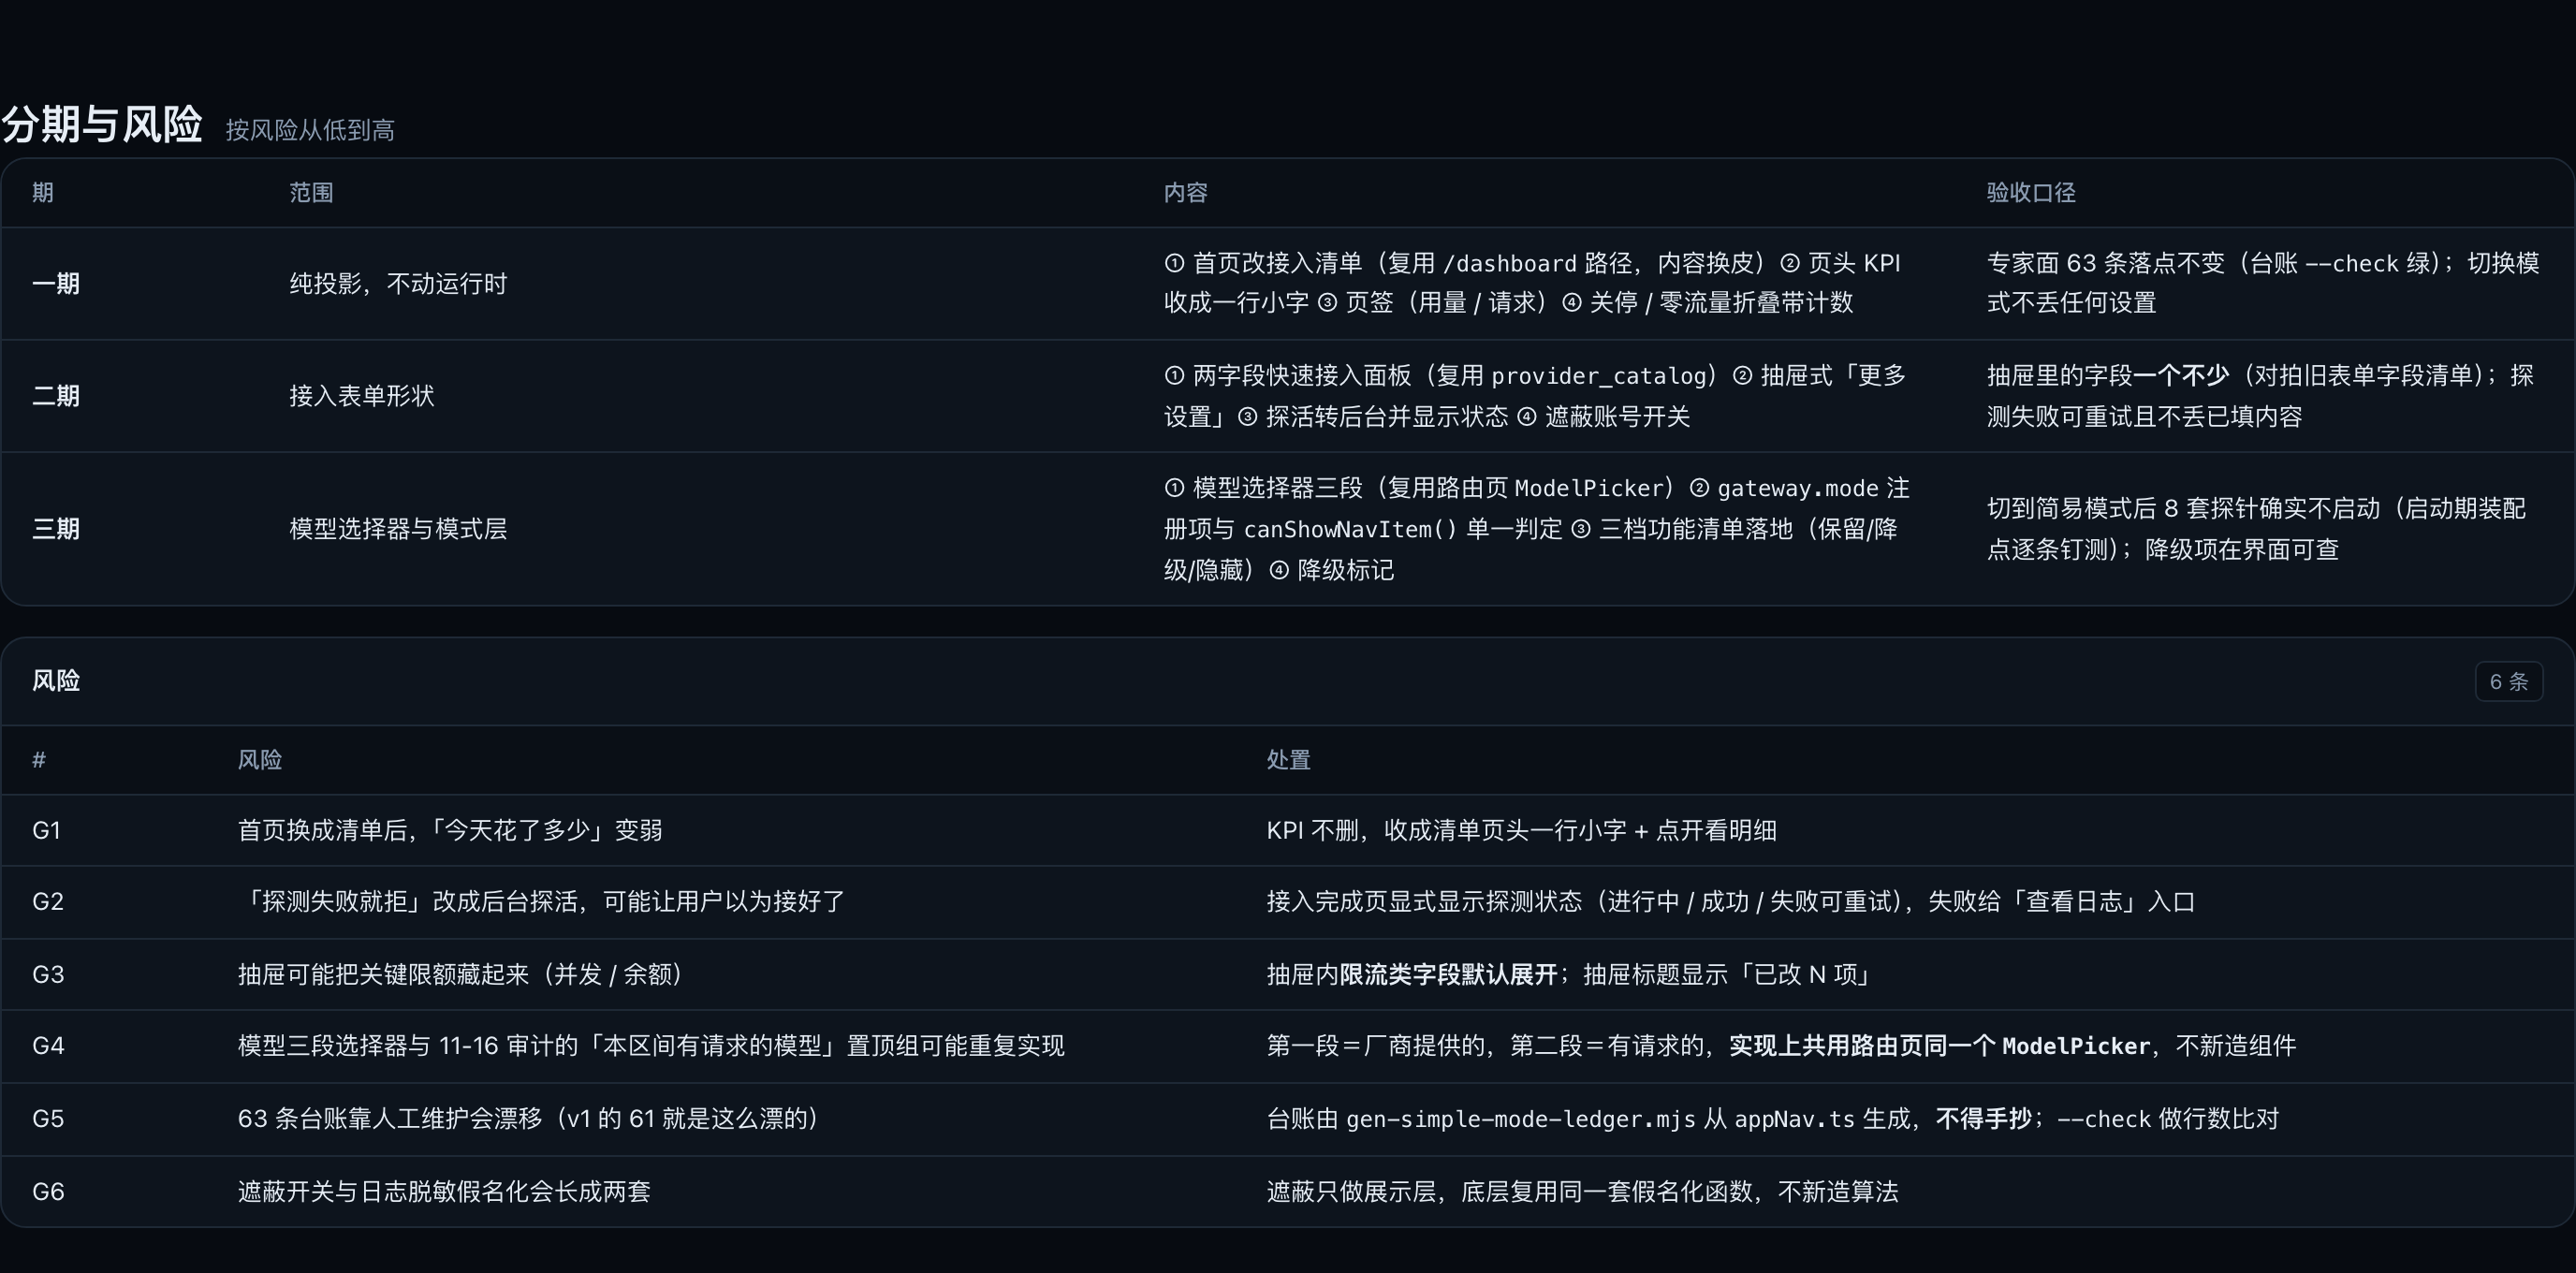 分期与风险 按风险从低到高
期 范围 内容 验收口径
一期 纯投影，不动运行时
① 首页改接入清单（复用 /dashboard 路径，内容换皮）② 页头 KPI
收成一行小字 ③ 页签（用量 / 请求）④ 关停 / 零流量折叠带计数
专家面 63 条落点不变（台账 --check 绿）；切换模
式不丢任何设置
二期 接入表单形状
① 两字段快速接入面板（复用 provider_catalog）② 抽屉式「更多
设置」③ 探活转后台并显示状态 ④ 遮蔽账号开关
抽屉里的字段一个不少（对拍旧表单字段清单）；探
测失败可重试且不丢已填内容
三期 模型选择器与模式层
① 模型选择器三段（复用路由页 ModelPicker）② gateway.mode 注
册项与 canShowNavItem() 单一判定 ③ 三档功能清单落地（保留/降
级/隐藏）④ 降级标记
切到简易模式后 8 套探针确实不启动（启动期装配
点逐条钉测）；降级项在界面可查
风险 6 条
# 风险 处置
G1 首页换成清单后，「今天花了多少」变弱 KPI 不删，收成清单页头一行小字 + 点开看明细
G2 「探测失败就拒」改成后台探活，可能让用户以为接好了 接入完成页显式显示探测状态（进行中 / 成功 / 失败可重试），失败给「查看日志」入口
G3 抽屉可能把关键限额藏起来（并发 / 余额） 抽屉内限流类字段默认展开；抽屉标题显示「已改 N 项」
G4 模型三段选择器与 11-16 审计的「本区间有请求的模型」置顶组可能重复实现 第一段＝厂商提供的，第二段＝有请求的，实现上共用路由页同一个 ModelPicker，不新造组件
G5 63 条台账靠人工维护会漂移（v1 的 61 就是这么漂的） 台账由 gen-simple-mode-ledger.mjs 从 appNav.ts 生成，不得手抄；--check 做行数比对
G6 遮蔽开关与日志脱敏假名化会长成两套 遮蔽只做展示层，底层复用同一套假名化函数，不新造算法